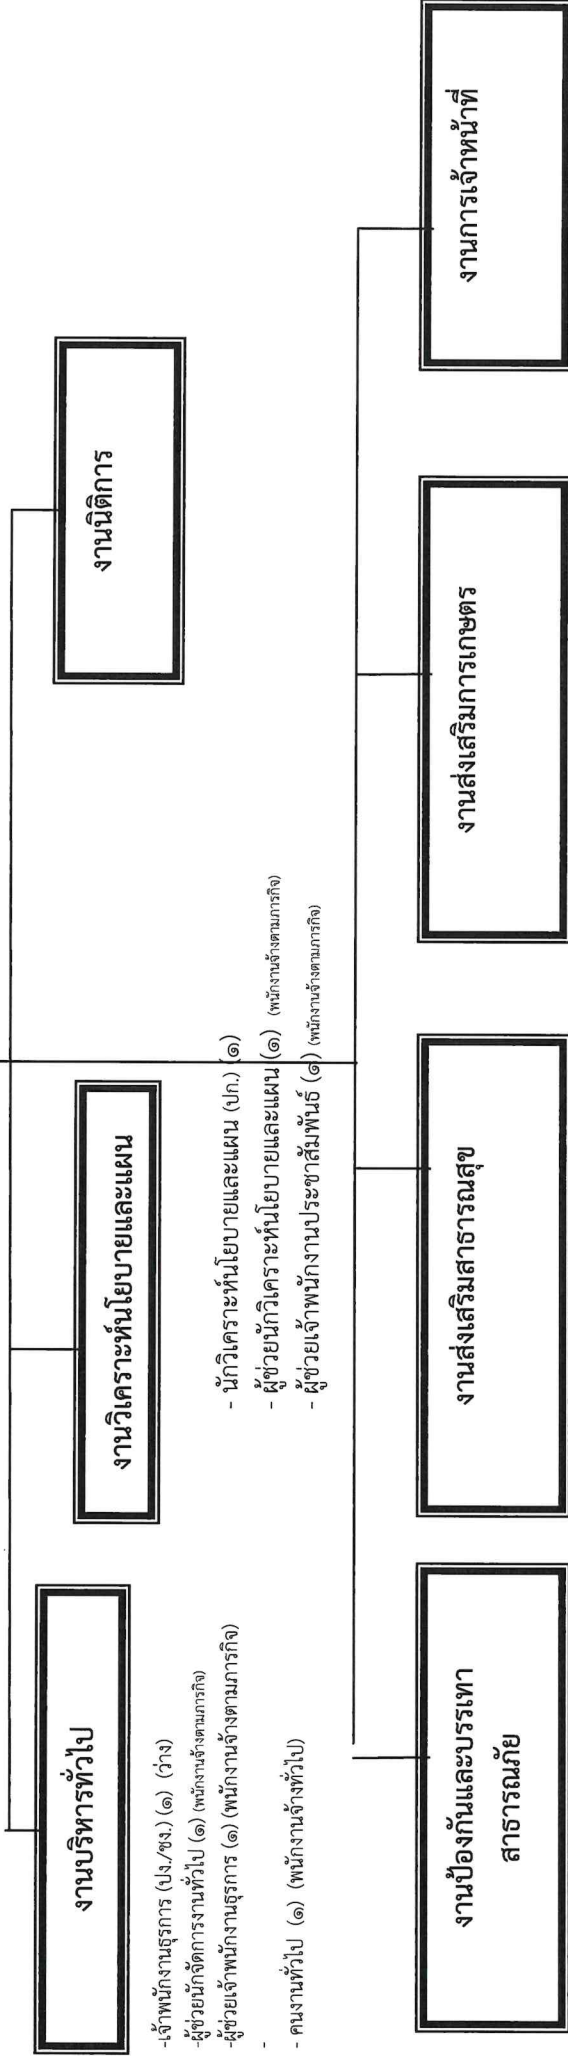 งานบริหารทั่วไป
งานวิเคราะห์นโยบายและแผน
งานนิติการ
-เจ้าพนักงานธุรการ (ปง./ชง.) (๑) (ว่าง)
-ผู้ช่วยนักจัดการงานทั่วไป (๑) (พนักงานจ้างตามภารกิจ)
-ผู้ช่วยเจ้าพนักงานธุรการ (๑) (พนักงานจ้างตามภารกิจ)
-
- คนงานทั่วไป (๑) (พนักงานจ้างทั่วไป)
- นักวิเคราะห์นโยบายและแผน (ปก.) (๑)
- ผู้ช่วยนักวิเคราะห์นโยบายและแผน (๑) (พนักงานจ้างตามภารกิจ)
- ผู้ช่วยเจ้าพนักงานประชาสัมพันธ์ (๑) (พนักงานจ้างตามภารกิจ)
งานป้องกันและบรรเทา
สาธารณภัย
งานส่งเสริมสาธารณสุข
งานส่งเสริมการเกษตร
งานการเจ้าหน้าที่